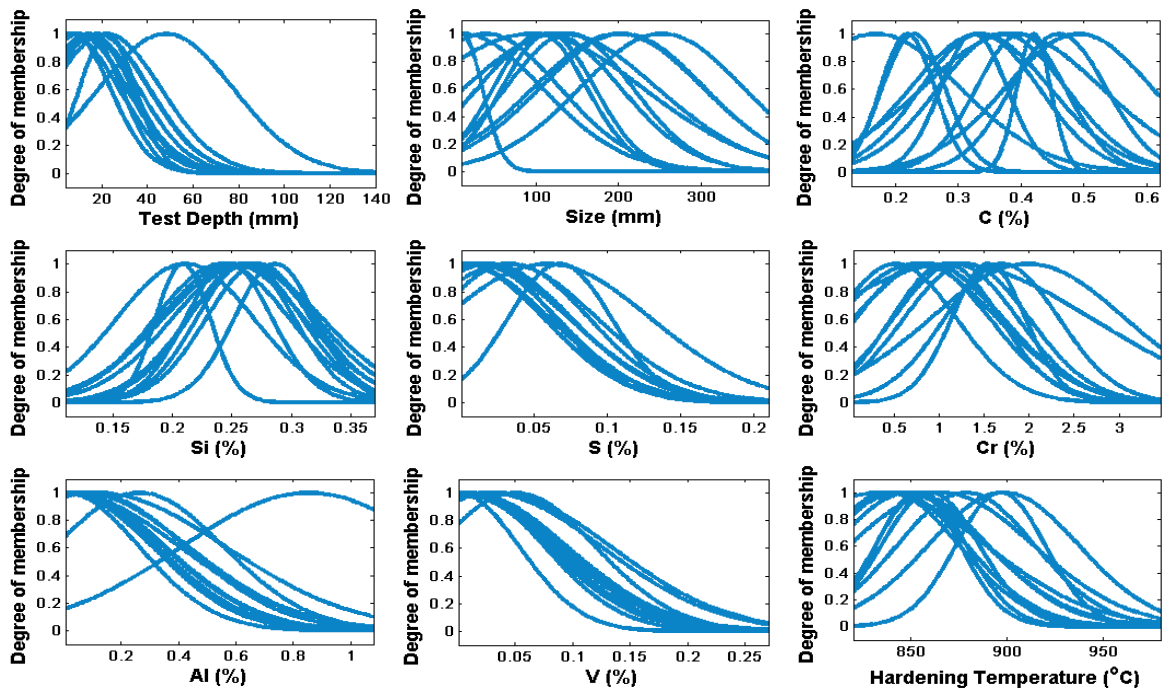 Degree of membership
1
0.8
0.6
0.4
0.2
0
20 40 60 80 100 120 140
Test Depth (mm)
Degree of membership
1
0.8
0.6
0.4
0.2
0
100 200 300
Size (mm)
Degree of membership
1
0.8
0.6
0.4
0.2
0
0.2 0.3 0.4 0.5 0.6
C (%)
Degree of membership
1
0.8
0.6
0.4
0.2
0
0.15 0.2 0.25 0.3 0.35
Si (%)
Degree of membership
1
0.8
0.6
0.4
0.2
0
0.05 0.1 0.15 0.2
S (%)
Degree of membership
1
0.8
0.6
0.4
0.2
0
0.5 1 1.5 2 2.5 3
Cr (%)
Degree of membership
1
0.8
0.6
0.4
0.2
0
0.2 0.4 0.6 0.8 1
Al (%)
Degree of membership
1
0.8
0.6
0.4
0.2
0
0.05 0.1 0.15 0.2 0.25
V (%)
Degree of membership
1
0.8
0.6
0.4
0.2
0
850 900 950
Hardening Temperature (°C)